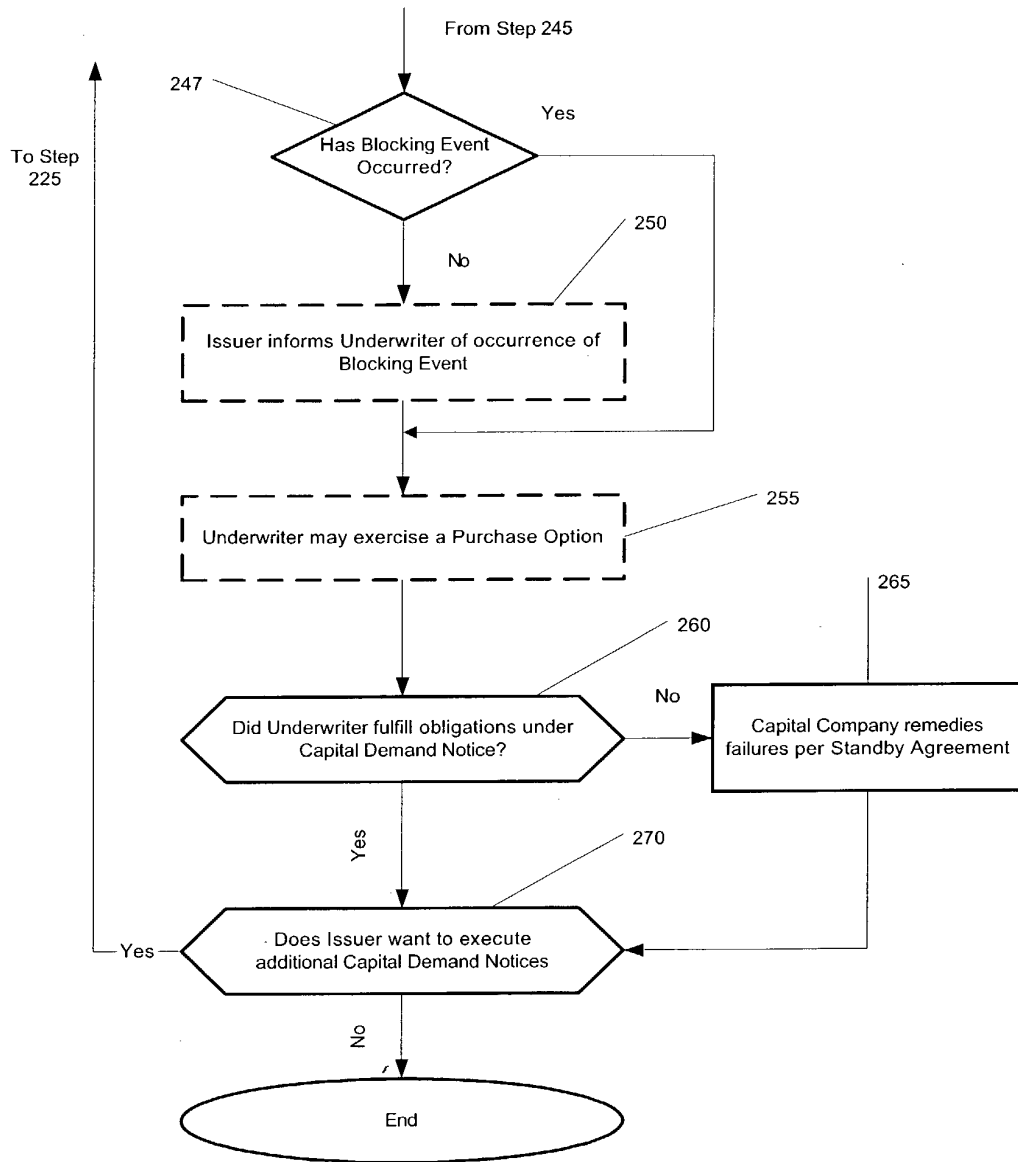 From Step 245
247
Yes
Has Blocking Event
Occurred?
To Step
225
250
No
Issuer informs Underwriter of occurrence of
Blocking Event
255
Underwriter may exercise a Purchase Option
265
260
No
Did Underwriter fulfill obligations under
Capital Demand Notice?
Capital Company remedies
failures per Standby Agreement
Yes
270
Does Issuer want to execute
additional Capital Demand Notices
Yes
No
End